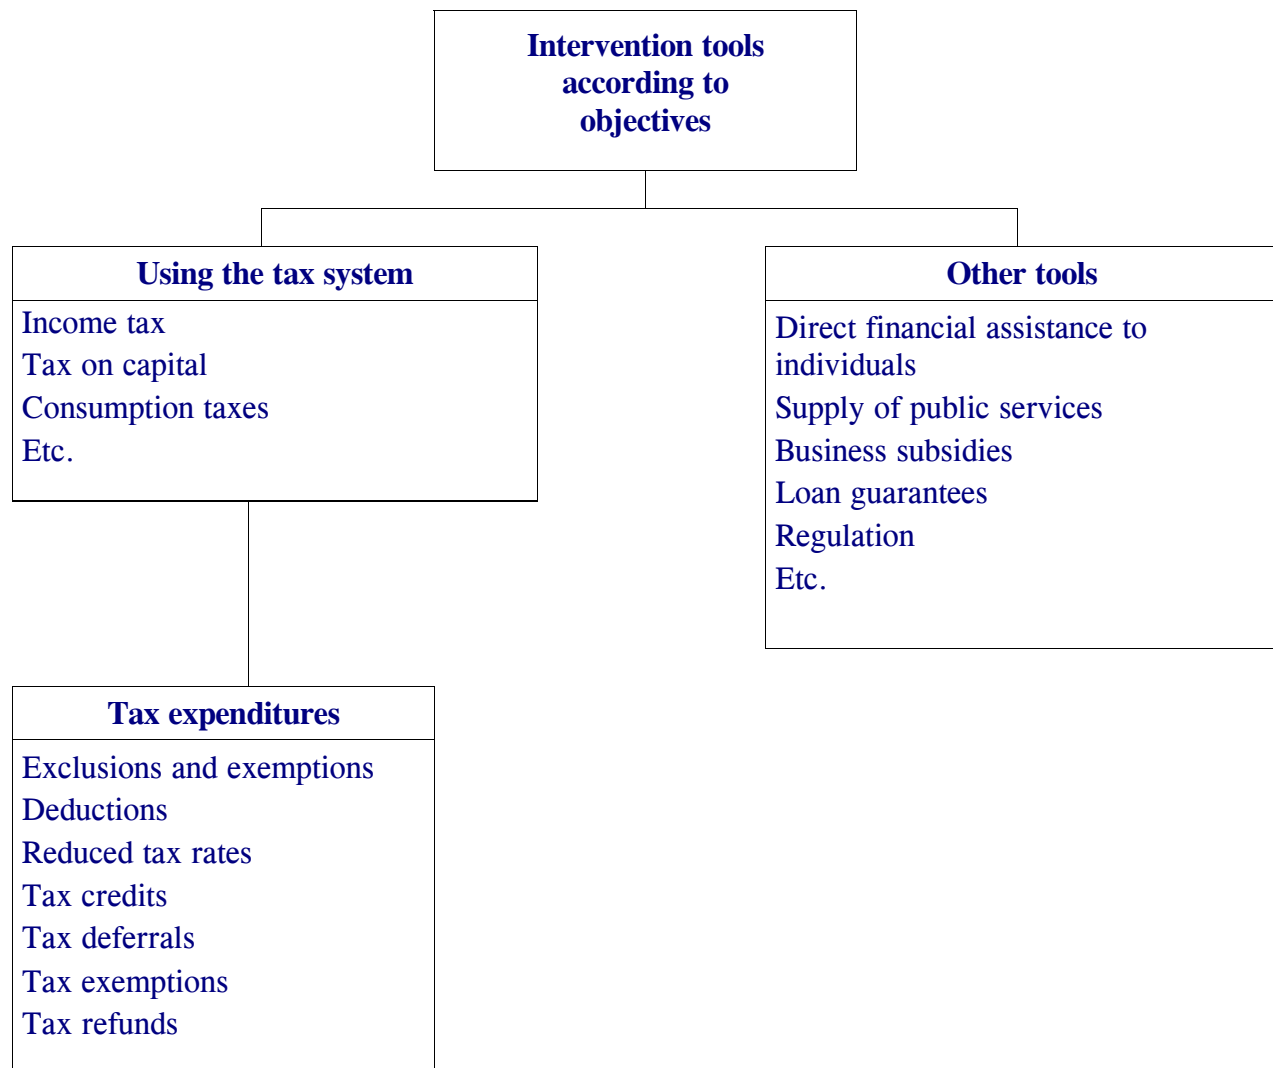 Intervention tools
according to
objectives
Using the tax system
Income tax
Tax on capital
Consumption taxes
Etc.
Other tools
Direct financial assistance to
individuals
Supply of public services
Business subsidies
Loan guarantees
Regulation
Etc.
Tax expenditures
Exclusions and exemptions
Deductions
Reduced tax rates
Tax credits
Tax deferrals
Tax exemptions
Tax refunds